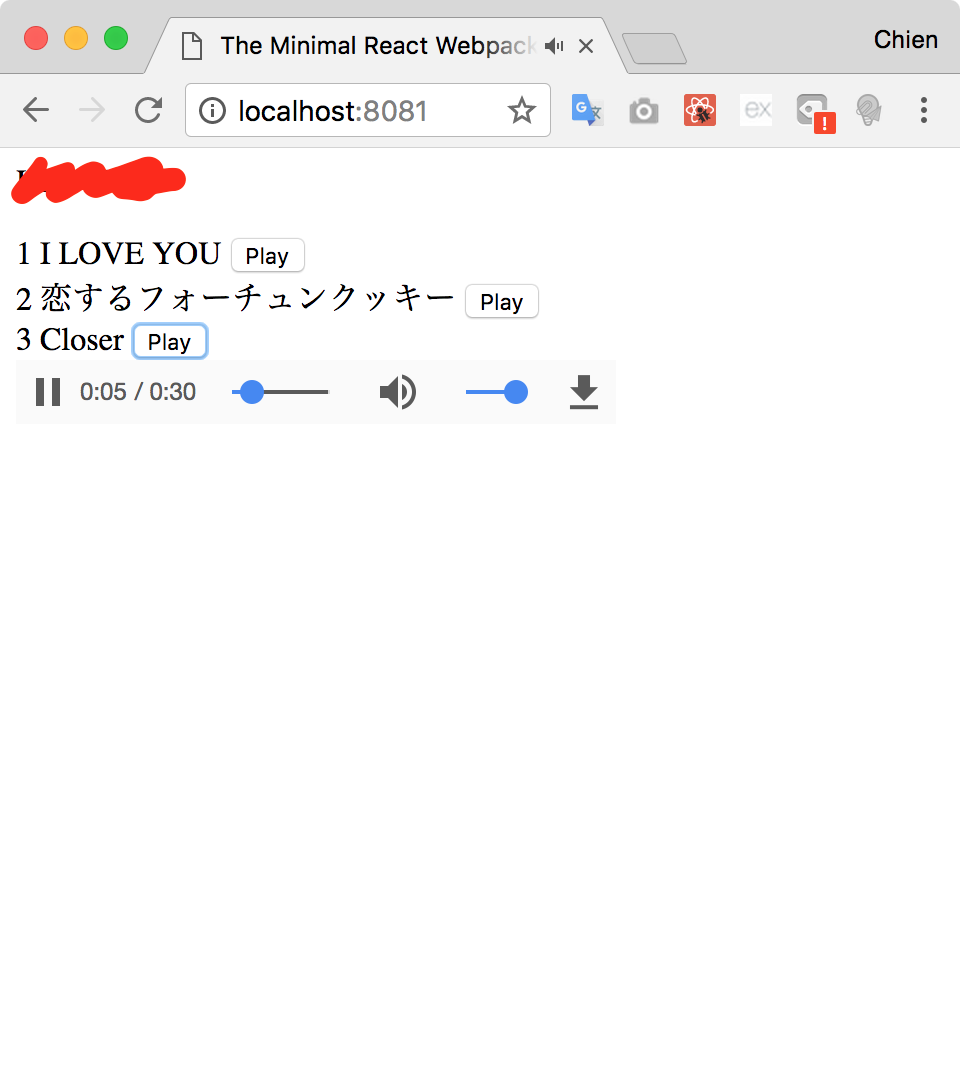 The Minimal React Webpack
Chien
localhost:8081
ex
!
1 I LOVE YOU Play
2 恋するフォーチュンクッキー Play
3 Closer Play
0:05 / 0:30